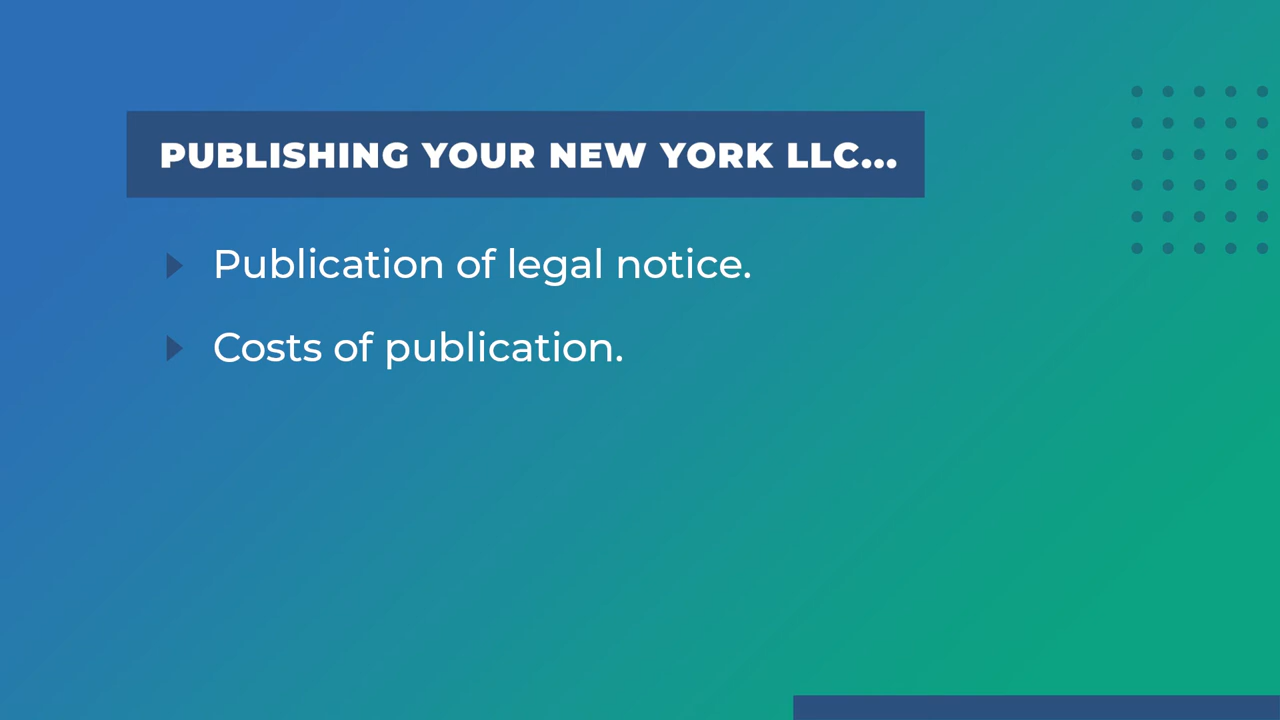 PUBLISHING YOUR NEW YORK LLC...
Publication of legal notice.
Costs of publication.